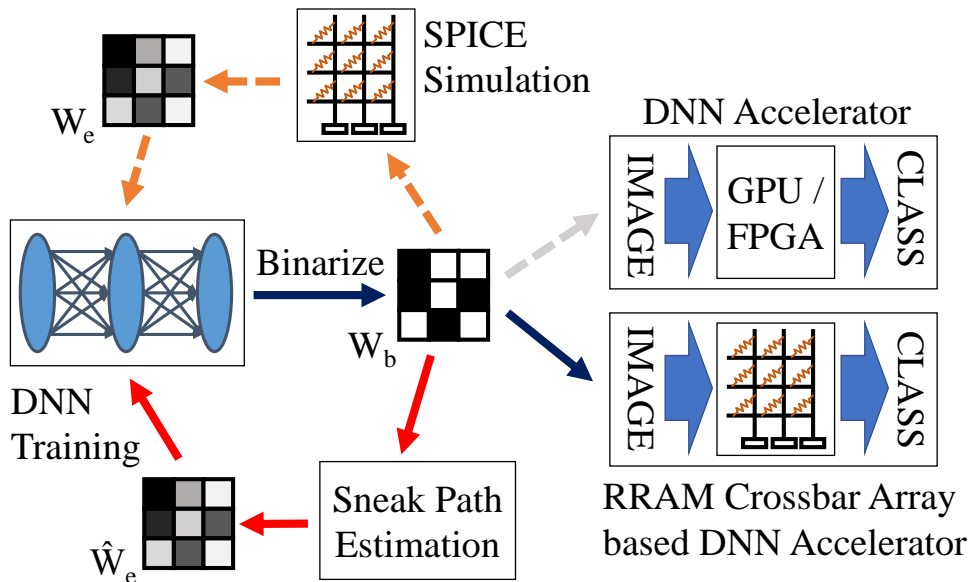 SPICE
Simulation
W_e
DNN Accelerator
IMAGE
GPU /
FPGA
CLASS
Binarize
W_b
IMAGE
CLASS
DNN
Training
Sneak Path
Estimation
Ŵ_e
RRAM Crossbar Array
based DNN Accelerator